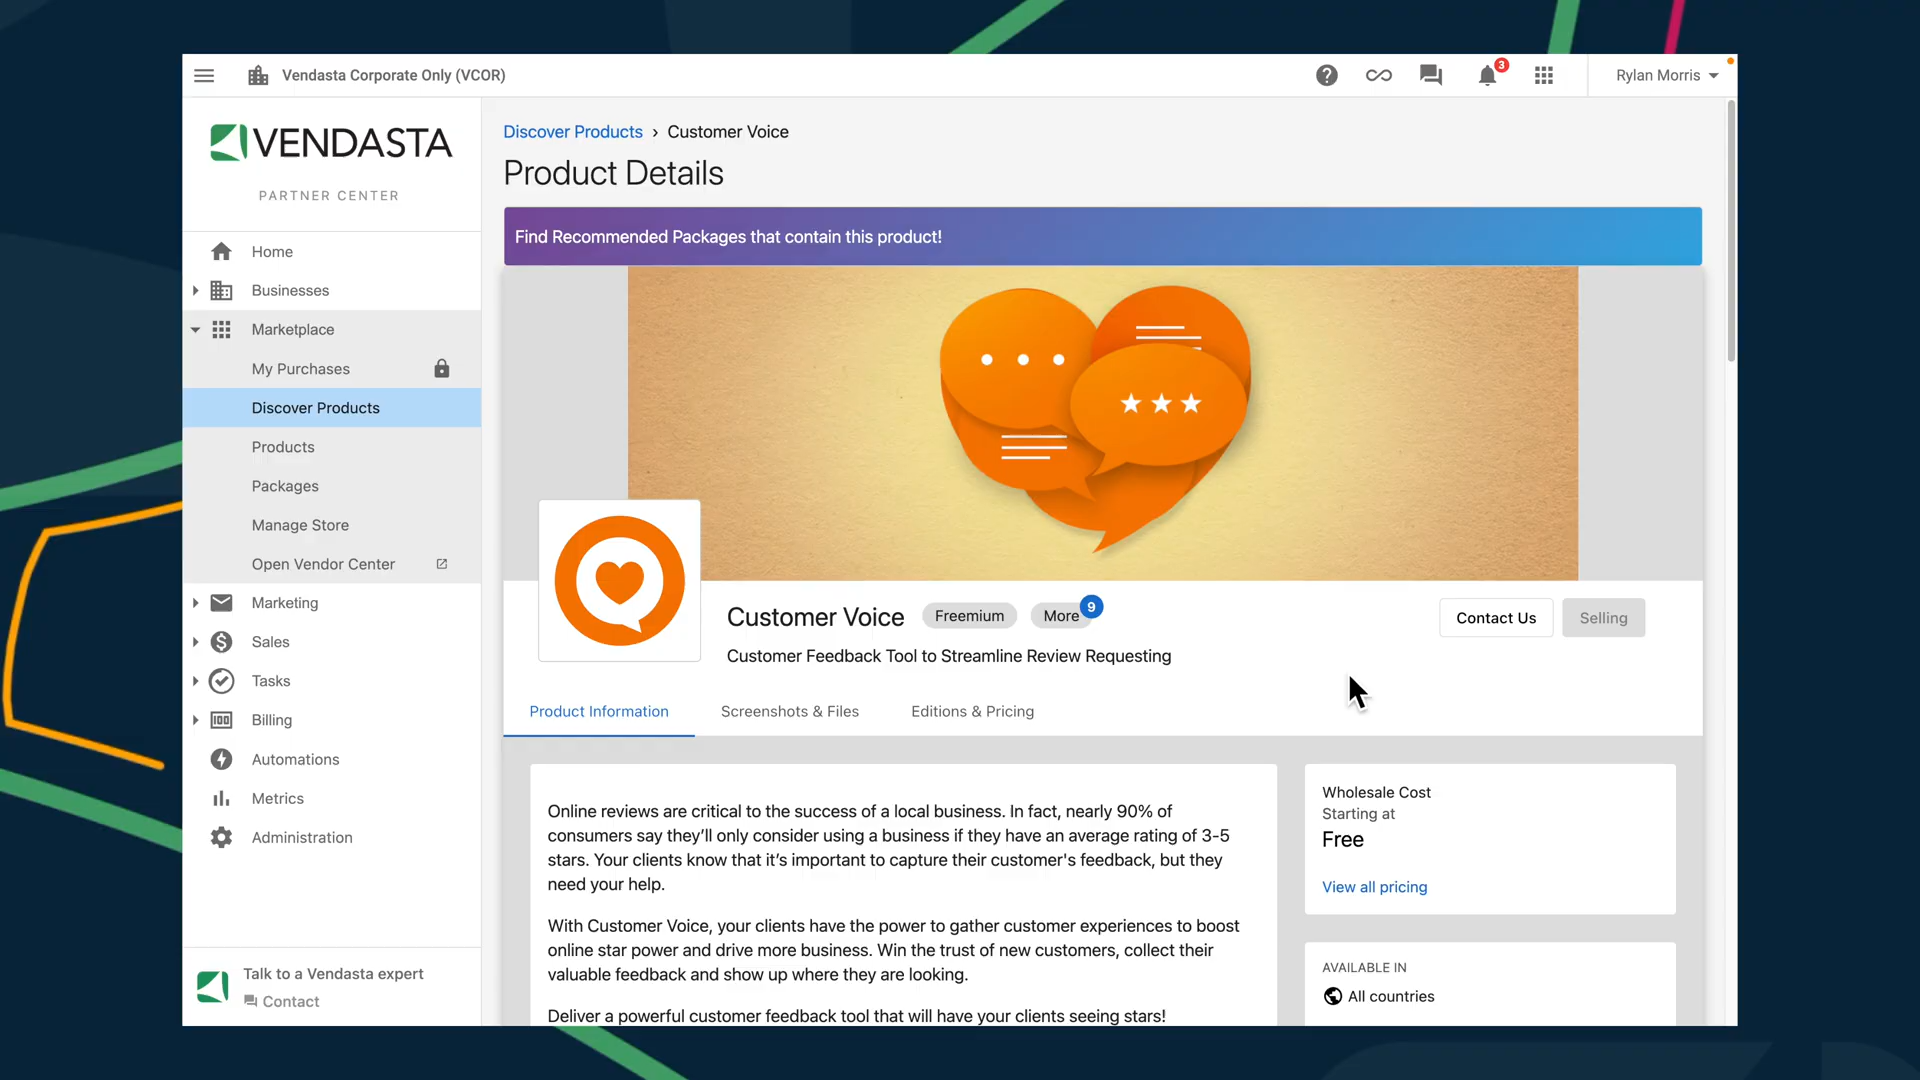 Vendasta Corporate Only (VCOR)
3
Rylan Morris
VENDASTA
PARTNER CENTER
Home
Businesses
Marketplace
My Purchases
Discover Products
Products
Packages
Manage Store
Open Vendor Center
Marketing
Sales
Tasks
Billing
Automations
Metrics
Administration
Talk to a Vendasta expert
Contact
Discover Products › Customer Voice
Product Details
Find Recommended Packages that contain this product!
Customer Voice
Freemium
More
9
Contact Us
Selling
Customer Feedback Tool to Streamline Review Requesting
Product Information
Screenshots & Files
Editions & Pricing
Online reviews are critical to the success of a local business. In fact, nearly 90% of
consumers say they’ll only consider using a business if they have an average rating of 3-5
stars. Your clients know that it’s important to capture their customer's feedback, but they
need your help.
With Customer Voice, your clients have the power to gather customer experiences to boost
online star power and drive more business. Win the trust of new customers, collect their
valuable feedback and show up where they are looking.
Deliver a powerful customer feedback tool that will have your clients seeing stars!
Wholesale Cost
Starting at
Free
View all pricing
AVAILABLE IN
All countries